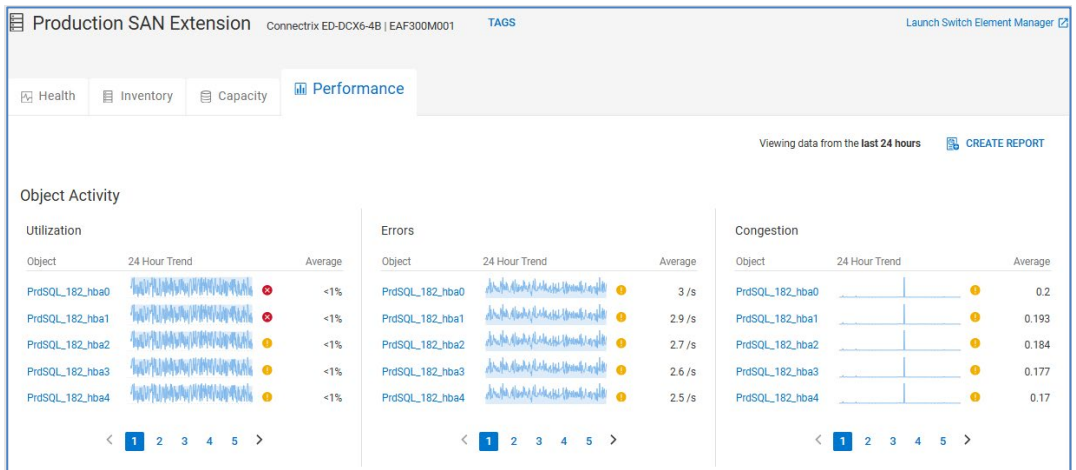 Production SAN Extension Connectrix ED-DCX6-4B | EAF300M001 TAGS Launch Switch Element Manager
Health Inventory Capacity Performance
Viewing data from the last 24 hours CREATE REPORT
Object Activity
Utilization
Object 24 Hour Trend Average
PrdSQL_182_hba0 <1%
PrdSQL_182_hba1 <1%
PrdSQL_182_hba2 <1%
PrdSQL_182_hba3 <1%
PrdSQL_182_hba4 <1%
< 1 2 3 4 5 >
Errors
Object 24 Hour Trend Average
PrdSQL_182_hba0 3 /s
PrdSQL_182_hba1 2.9 /s
PrdSQL_182_hba2 2.7 /s
PrdSQL_182_hba3 2.6 /s
PrdSQL_182_hba4 2.5 /s
< 1 2 3 4 5 >
Congestion
Object 24 Hour Trend Average
PrdSQL_182_hba0 0.2
PrdSQL_182_hba1 0.193
PrdSQL_182_hba2 0.184
PrdSQL_182_hba3 0.177
PrdSQL_182_hba4 0.17
< 1 2 3 4 5 >